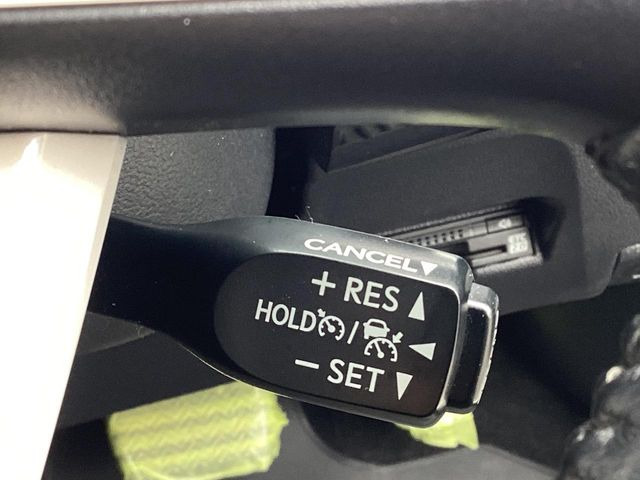 CANCEL▼
+ RES ▲
HOLD / ◀
− SET ▼